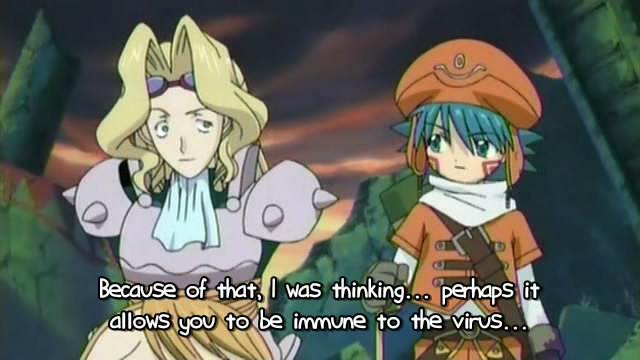 Because of that, I was thinking... perhaps it
allows you to be immune to the virus...